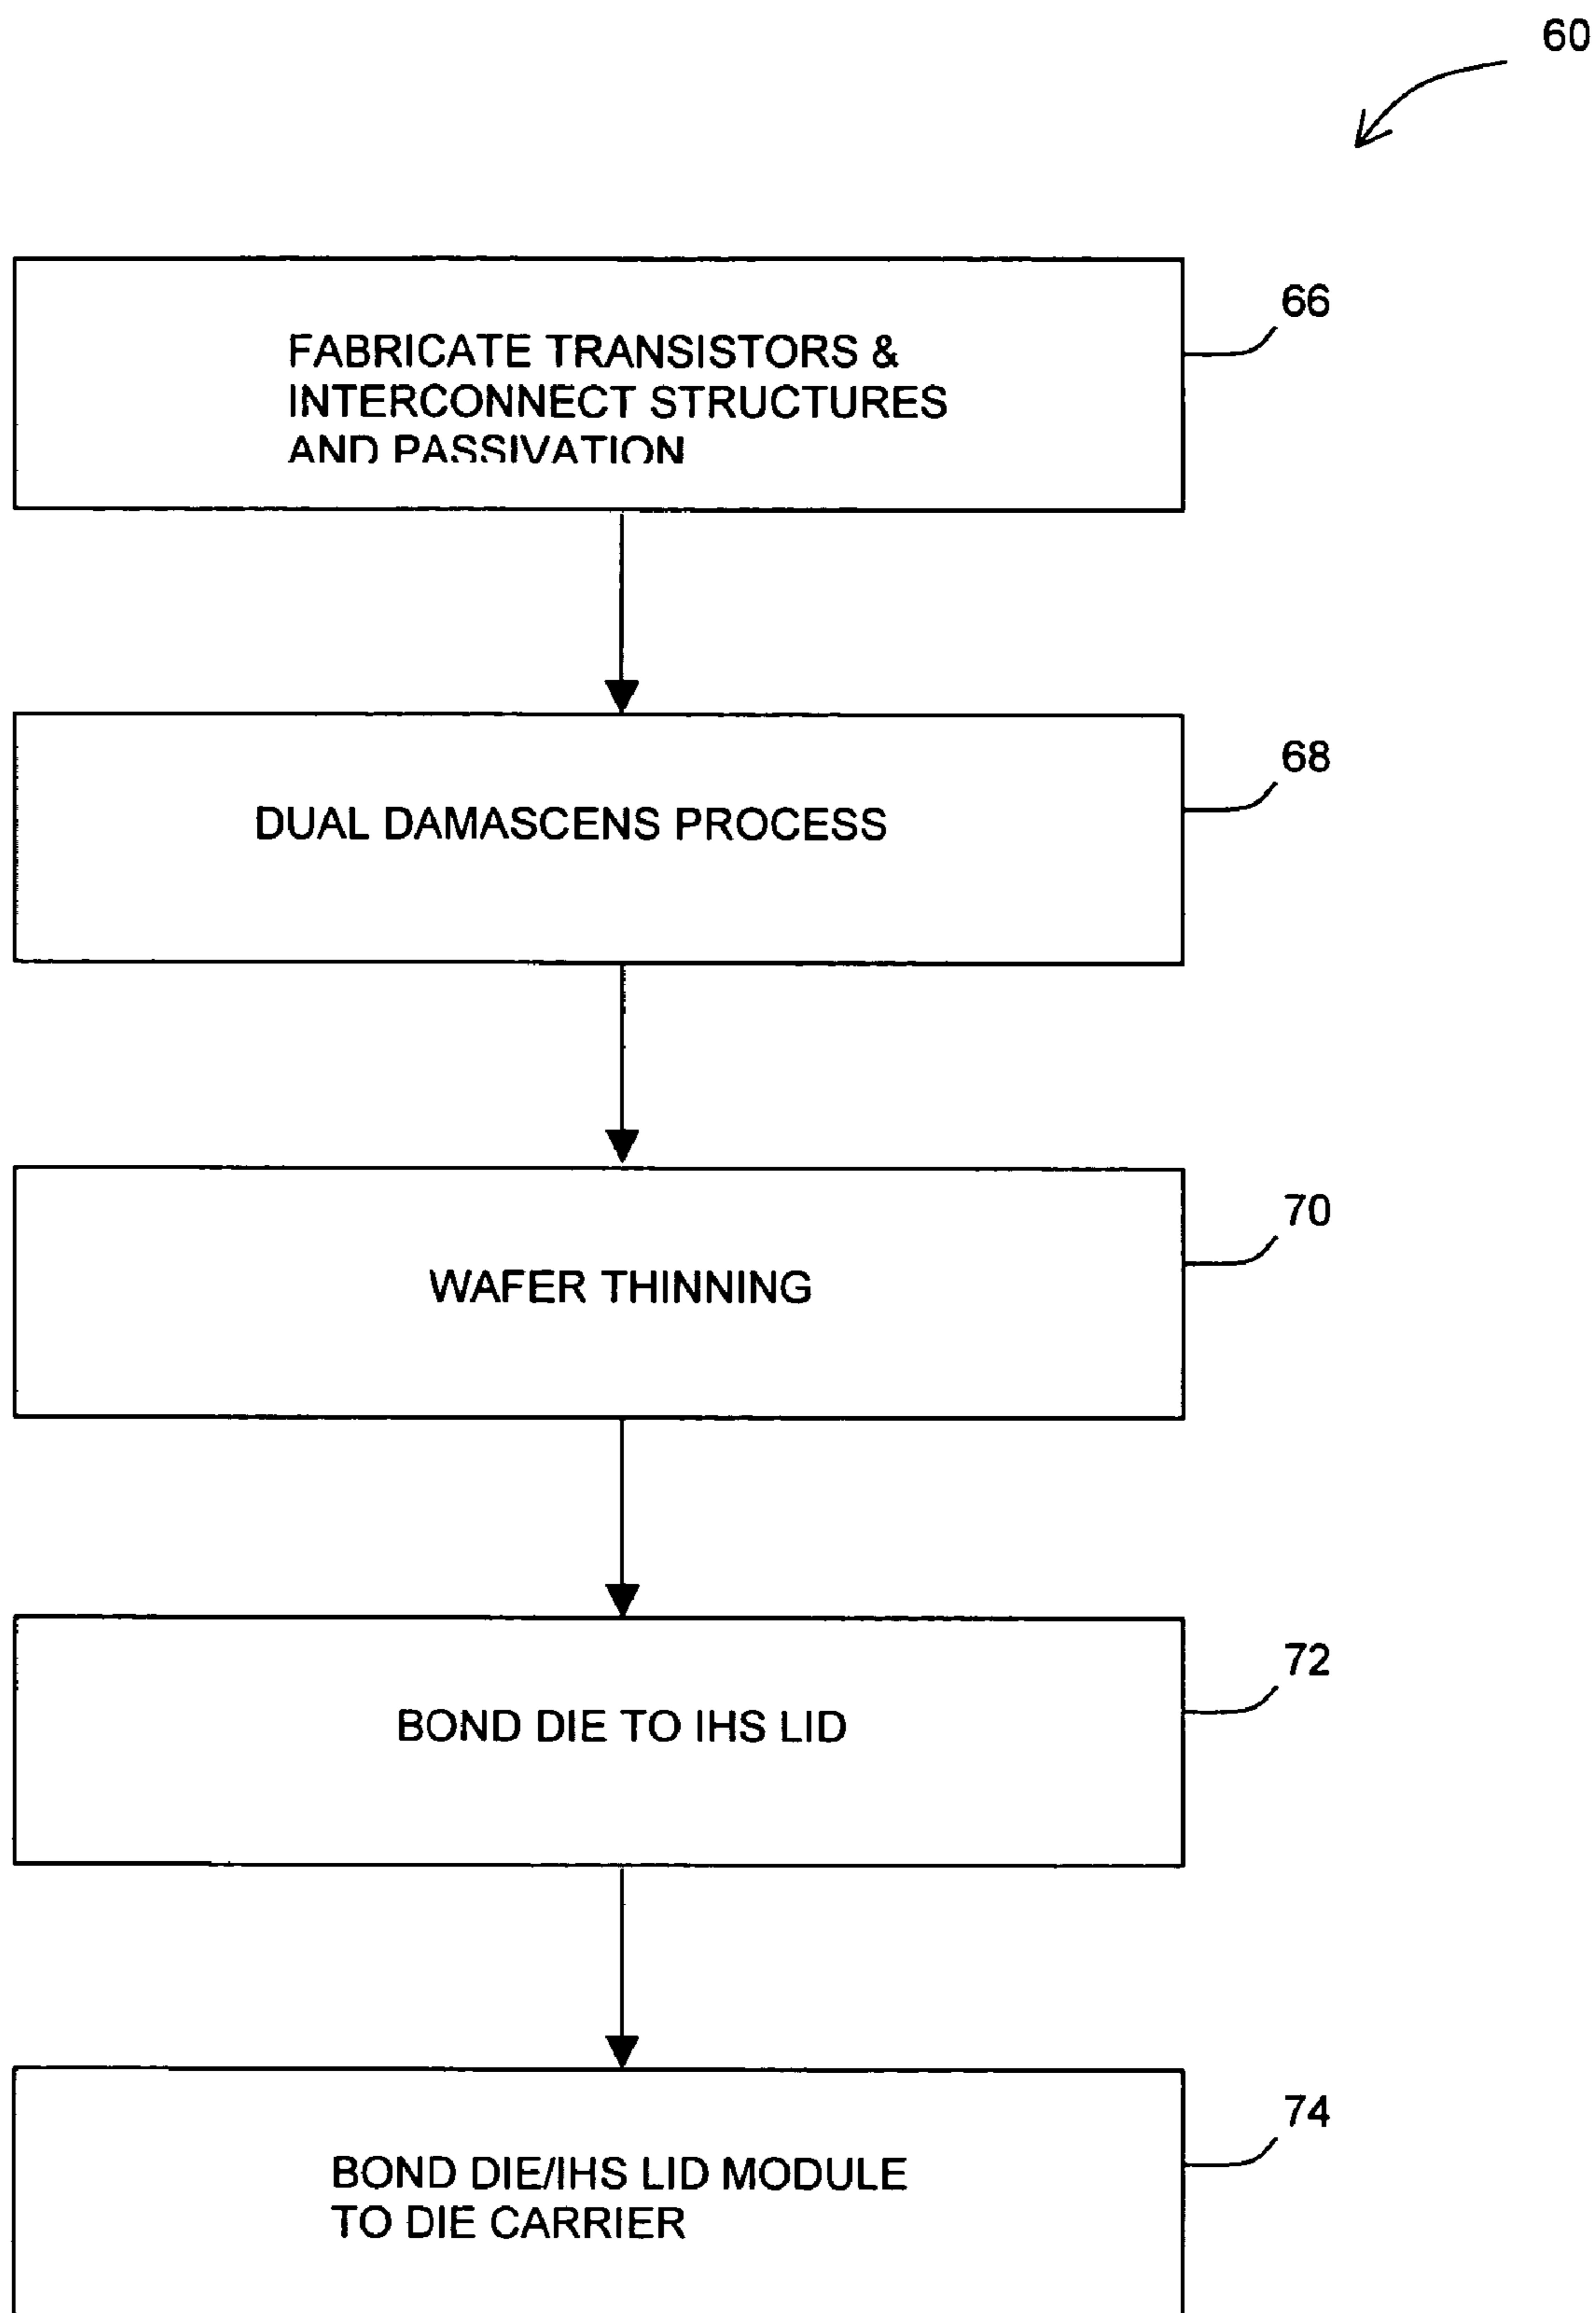 60
FABRICATE TRANSISTORS &
INTERCONNECT STRUCTURES
AND PASSIVATION
66
DUAL DAMASCENS PROCESS
68
WAFER THINNING
70
BOND DIE TO IHS LID
72
BOND DIE/IHS LID MODULE
TO DIE CARRIER
74